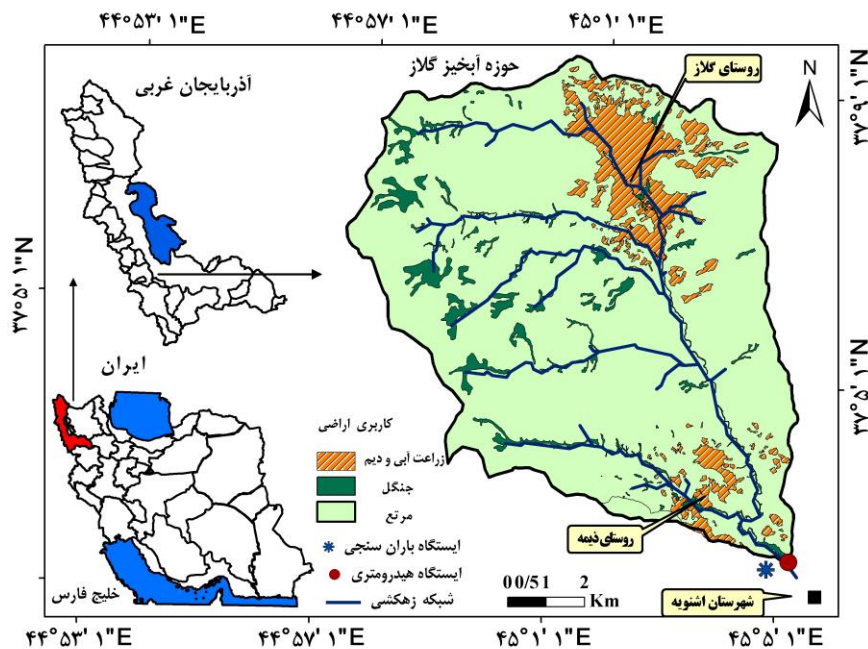 ۴۴°۵۳' ۱"E
۴۴°۵۷' ۱"E
۴۵°۱' ۱"E
آذربایجان غربی
حوزه آبخیز گلاز
روستای گلاز
N
۳۷°۹' ۱"N
۳۷°۵' ۱"N
ایران
۳۷°۵' ۱"N
کاربری اراضی
زراعت آبی و دیم
جنگل
مرتع
ایستگاه باران سنجی
ایستگاه هیدرومتری
شبکه زهکشی
روستای ذیمه
خلیج فارس
0 0/5 1 2
Km
شهرستان اشنویه
۴۴°۵۳' ۱"E
۴۴°۵۷' ۱"E
۴۵°۱' ۱"E
۴۵°۵' ۱"E